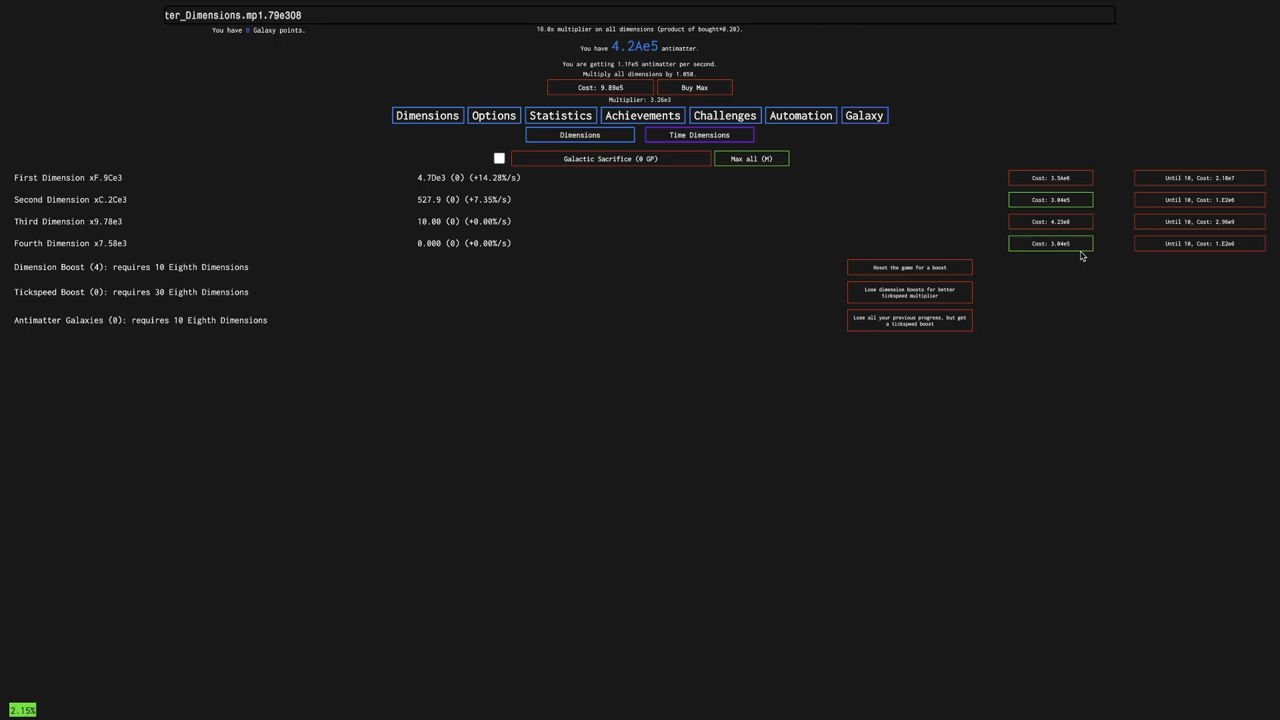 ter_Dimensions.mp1.79e308
You have 0 Galaxy points.
16.0x multiplier on all dimensions (product of bought+0.20).
You have 4.2Ae5 antimatter.
You are getting 1.1Fe5 antimatter per second.
Multiply all dimensions by 1.050.
Cost: 9.89e5 Buy Max
Multiplier: 3.26e3
Dimensions Options Statistics Achievements Challenges Automation Galaxy
Dimensions Time Dimensions
Galactic Sacrifice (0 GP) Max all (M)
First Dimension xF.9Ce3 4.7De3 (0) (+14.28%/s) Cost: 3.5Ae6 Until 10, Cost: 2.18e7
Second Dimension xC.2Ce3 527.9 (0) (+7.35%/s) Cost: 3.04e5 Until 10, Cost: 1.E2e6
Third Dimension x9.78e3 10.00 (0) (+0.00%/s) Cost: 4.23e8 Until 10, Cost: 2.96e9
Fourth Dimension x7.58e3 0.000 (0) (+0.00%/s) Cost: 3.04e5 Until 10, Cost: 1.E2e6
Dimension Boost (4): requires 10 Eighth Dimensions Reset the game for a boost
Tickspeed Boost (0): requires 30 Eighth Dimensions Lose dimension boosts for better
tickspeed multiplier
Antimatter Galaxies (0): requires 10 Eighth Dimensions Lose all your previous progress, but get
a tickspeed boost
2.15%